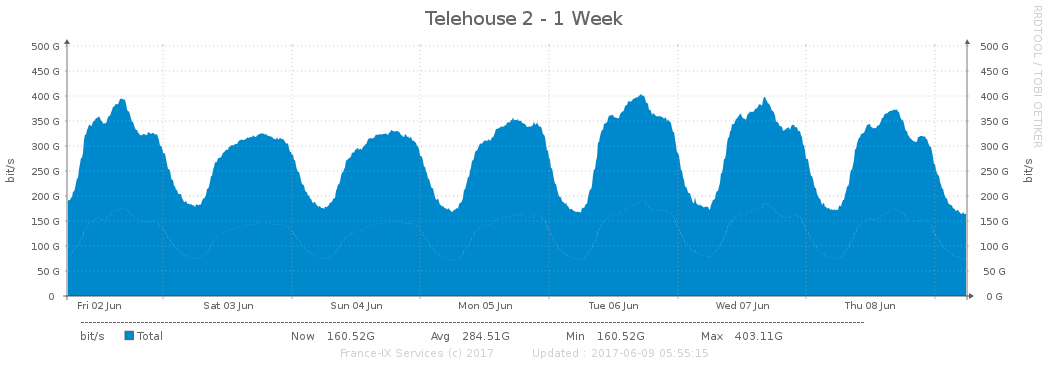 Telehouse 2 - 1 Week
RRDTOOL / TOBI OETIKER
500 G 500 G
450 G 450 G
400 G 400 G
350 G 350 G
300 G 300 G
250 G 250 G
200 G 200 G
150 G 150 G
100 G 100 G
50 G 50 G
0 0 G
bit/s bit/s
Fri 02 Jun Sat 03 Jun Sun 04 Jun Mon 05 Jun Tue 06 Jun Wed 07 Jun Thu 08 Jun
bit/s Total Now 160.52G Avg 284.51G Min 160.52G Max 403.11G
France-IX Services (c) 2017 Updated : 2017-06-09 05:55:15